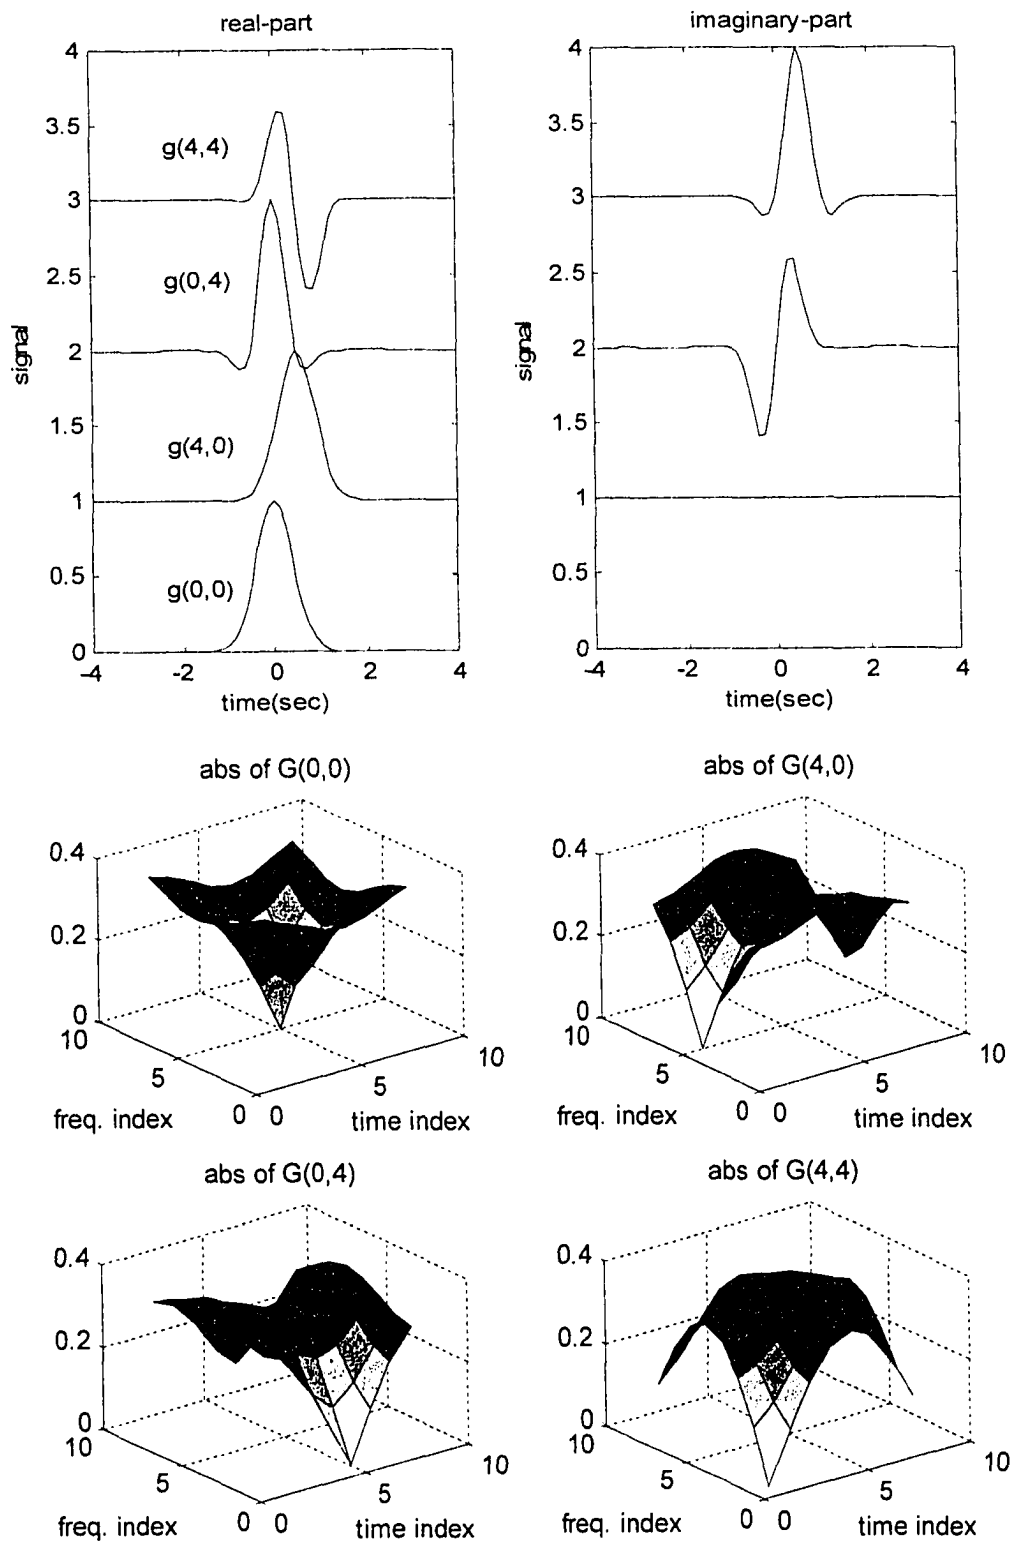 real-part
4
3.5
3
2.5
2
1.5
1
0.5
0
signal
g(4,4)
g(0,4)
g(4,0)
g(0,0)
-4 -2 0 2 4
time(sec)
imaginary-part
4
3.5
3
2.5
2
1.5
1
0.5
0
signal
-4 -2 0 2 4
time(sec)
abs of G(0,0)
0.4
0.2
0
10
5
0
0
5
10
freq. index
time index
abs of G(4,0)
0.4
0.2
0
10
5
0
0
5
10
freq. index
time index
abs of G(0,4)
0.4
0.2
0
10
5
0
0
5
10
freq. index
time index
abs of G(4,4)
0.4
0.2
0
10
5
0
0
5
10
freq. index
time index